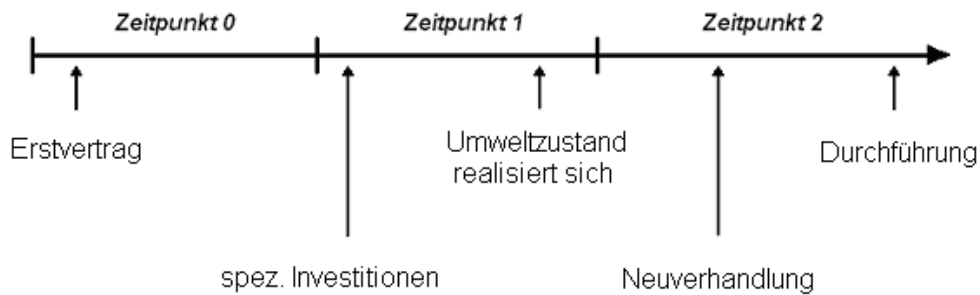 Zeitpunkt 0
Zeitpunkt 1
Zeitpunkt 2
Erstvertrag
Umweltzustand
realisiert sich
Durchführung
spez. Investitionen
Neuverhandlung